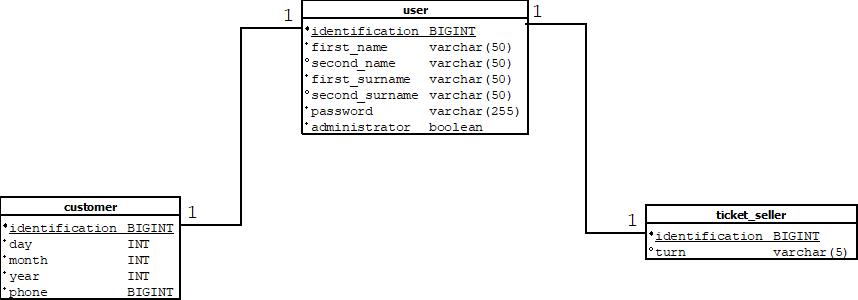 1
user
1
identification BIGINT
first_name varchar(50)
second_name varchar(50)
first_surname varchar(50)
second_surname varchar(50)
password varchar(255)
administrator boolean
customer
1
identification BIGINT
day INT
month INT
year INT
phone BIGINT
1
ticket_seller
identification BIGINT
turn varchar(5)